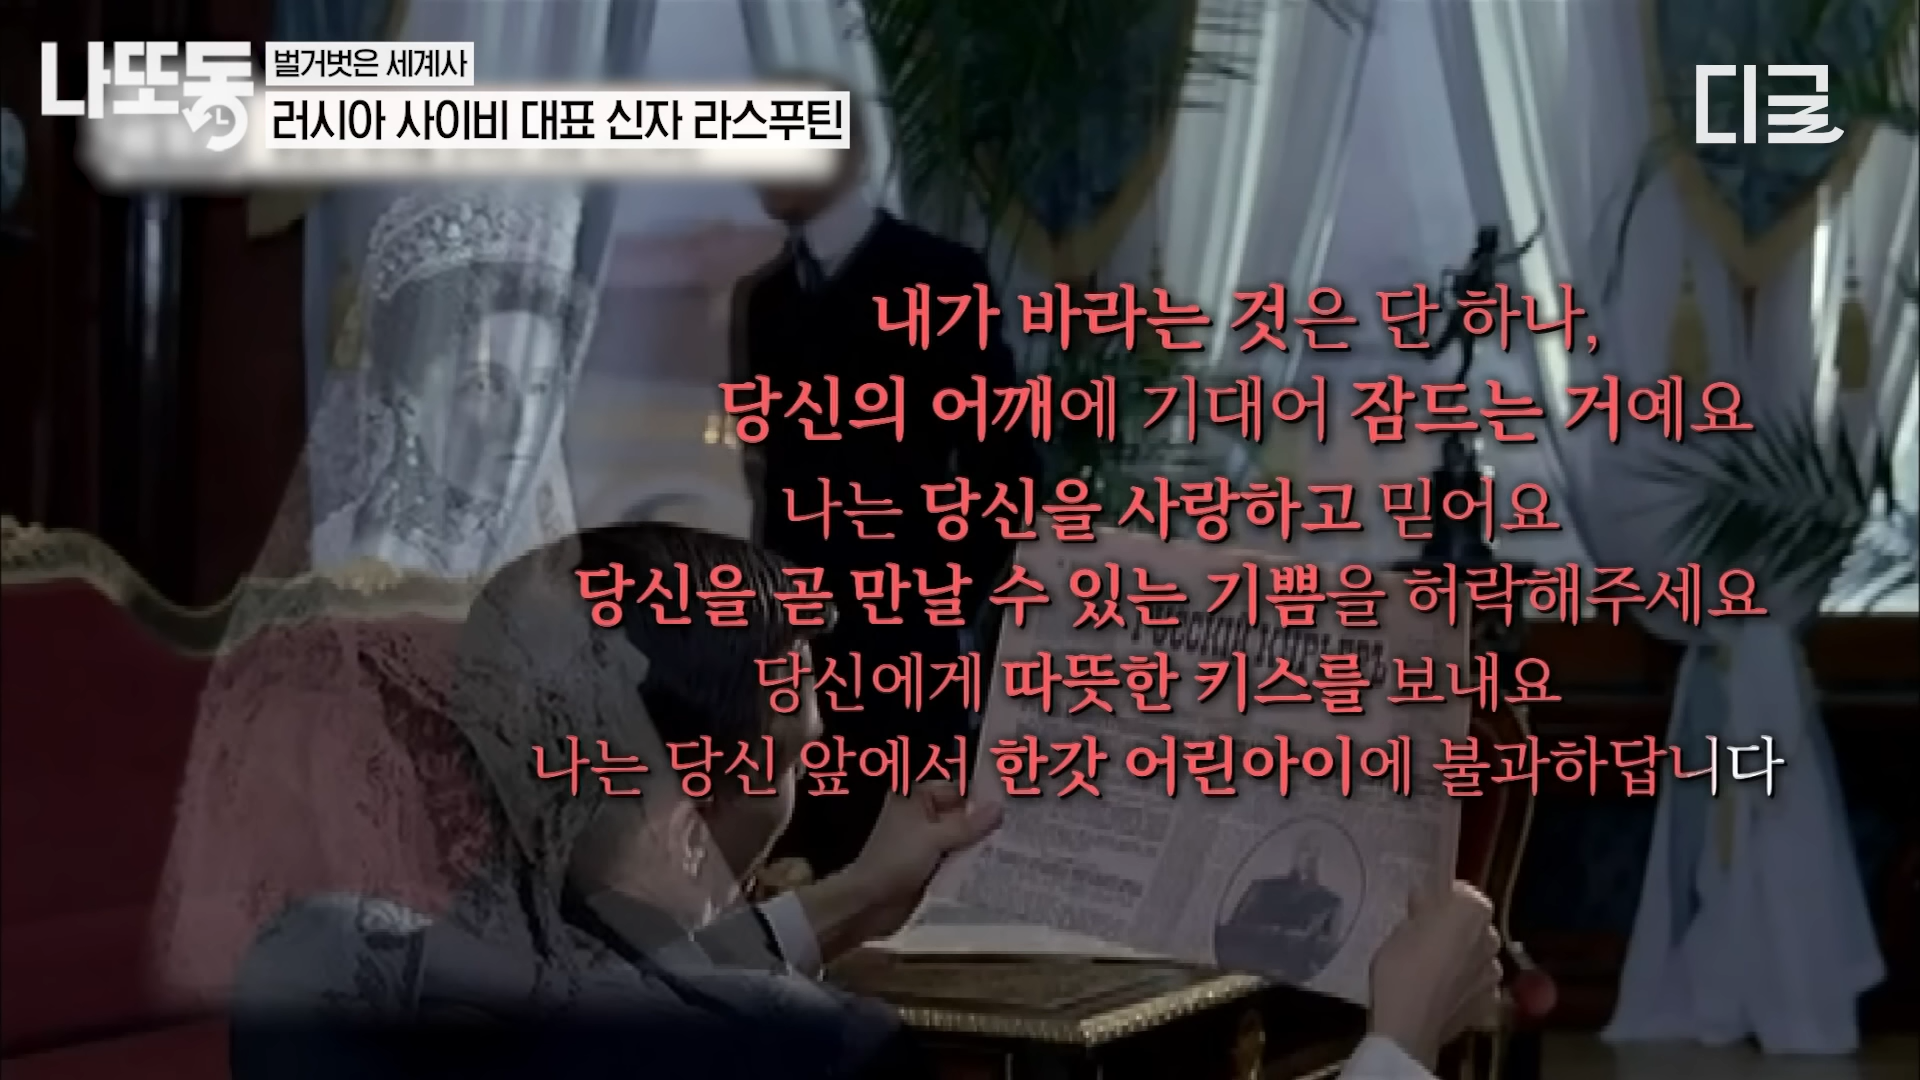 나또동
벌거벗은 세계사
러시아 사이비 대표 신자 라스푸틴
디글
내가 바라는 것은 단 하나,
당신의 어깨에 기대어 잠드는 거예요
나는 당신을 사랑하고 믿어요
당신을 곧 만날 수 있는 기쁨을 허락해주세요
당신에게 따뜻한 키스를 보내요
나는 당신 앞에서 한갓 어린아이에 불과하답니다